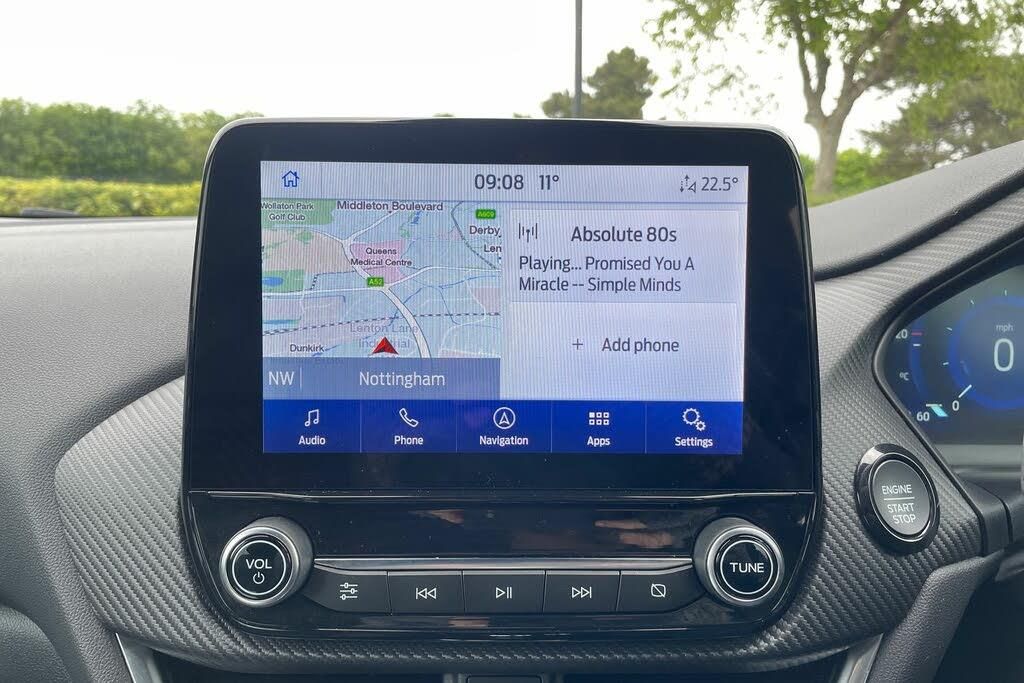 09:08 11°
22.5°
Wollaton Park
Golf Club
Middleton Boulevard
A609
Derby
Len
Queens
Medical Centre
A52
Lenton Lane
Industrial
Dunkirk
NW
Nottingham
Absolute 80s
Playing... Promised You A
Miracle -- Simple Minds
+ Add phone
Audio
Phone
Navigation
Apps
Settings
VOL
TUNE
ENGINE
START
STOP
mph
0
20
°C
60
0